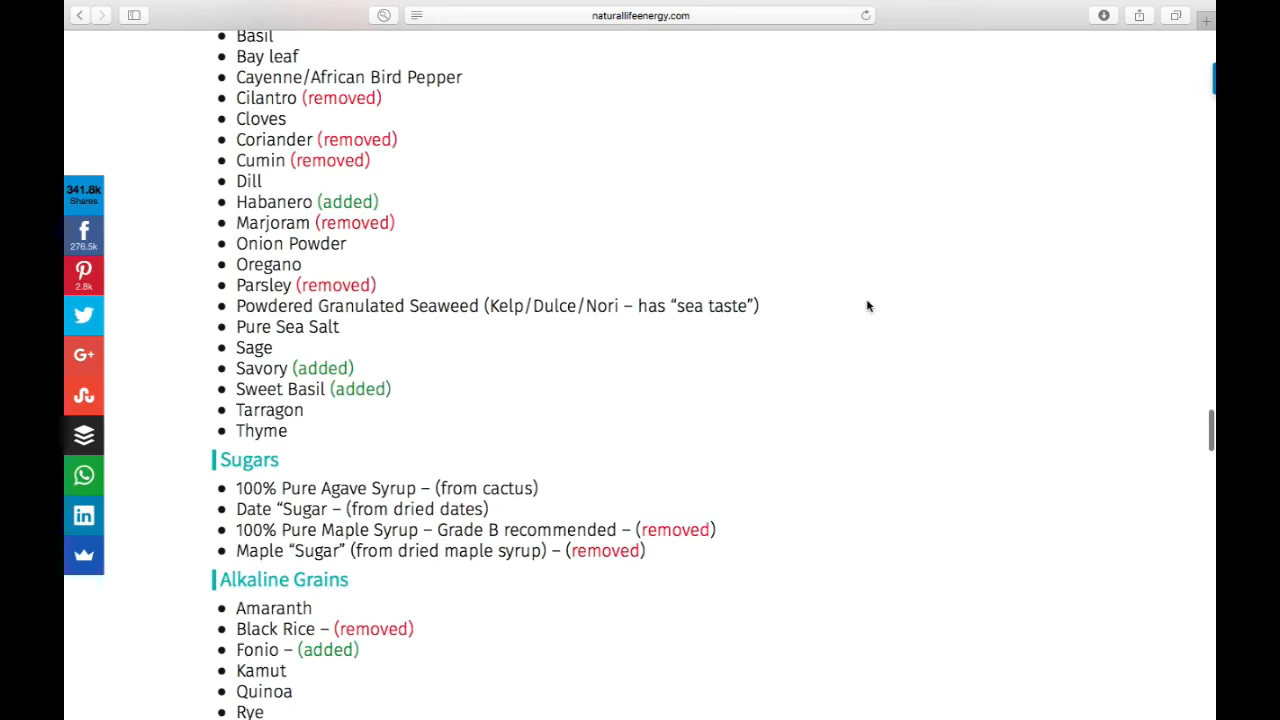 naturallifeenergy.com
Basil
Bay leaf
Cayenne/African Bird Pepper
Cilantro (removed)
Cloves
Coriander (removed)
Cumin (removed)
Dill
Habanero (added)
Marjoram (removed)
Onion Powder
Oregano
Parsley (removed)
Powdered Granulated Seaweed (Kelp/Dulce/Nori – has “sea taste”)
Pure Sea Salt
Sage
Savory (added)
Sweet Basil (added)
Tarragon
Thyme
Sugars
100% Pure Agave Syrup – (from cactus)
Date “Sugar – (from dried dates)
100% Pure Maple Syrup – Grade B recommended – (removed)
Maple “Sugar” (from dried maple syrup) – (removed)
Alkaline Grains
Amaranth
Black Rice – (removed)
Fonio – (added)
Kamut
Quinoa
Rye
341.8k
Shares
276.5k
2.8k
G+